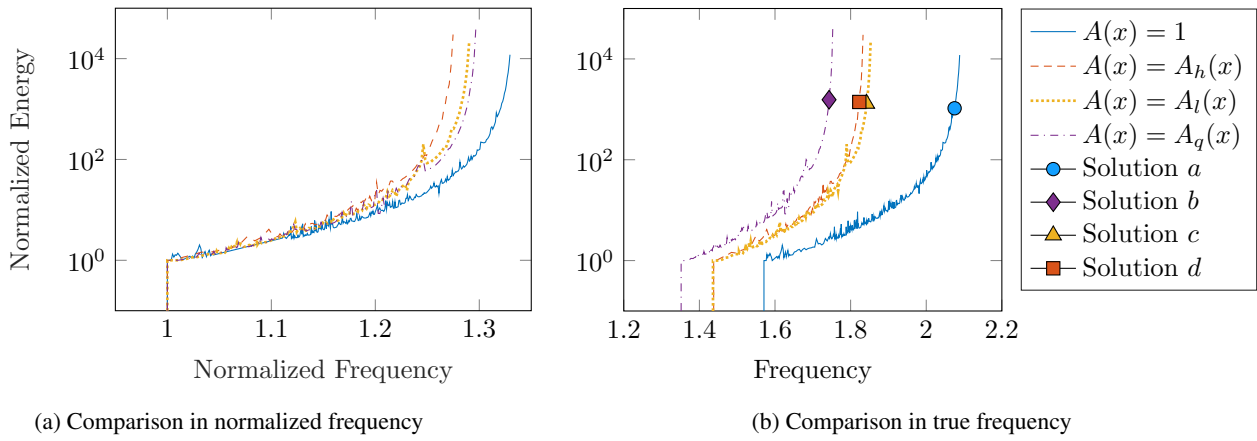 10^4
10^2
10^0
Normalized Energy
1
1.1
1.2
1.3
Normalized Frequency
(a) Comparison in normalized frequency
10^4
10^2
10^0
1.2
1.4
1.6
1.8
2
2.2
Frequency
(b) Comparison in true frequency
A(x) = 1
A(x) = A_h(x)
A(x) = A_l(x)
A(x) = A_q(x)
Solution a
Solution b
Solution c
Solution d